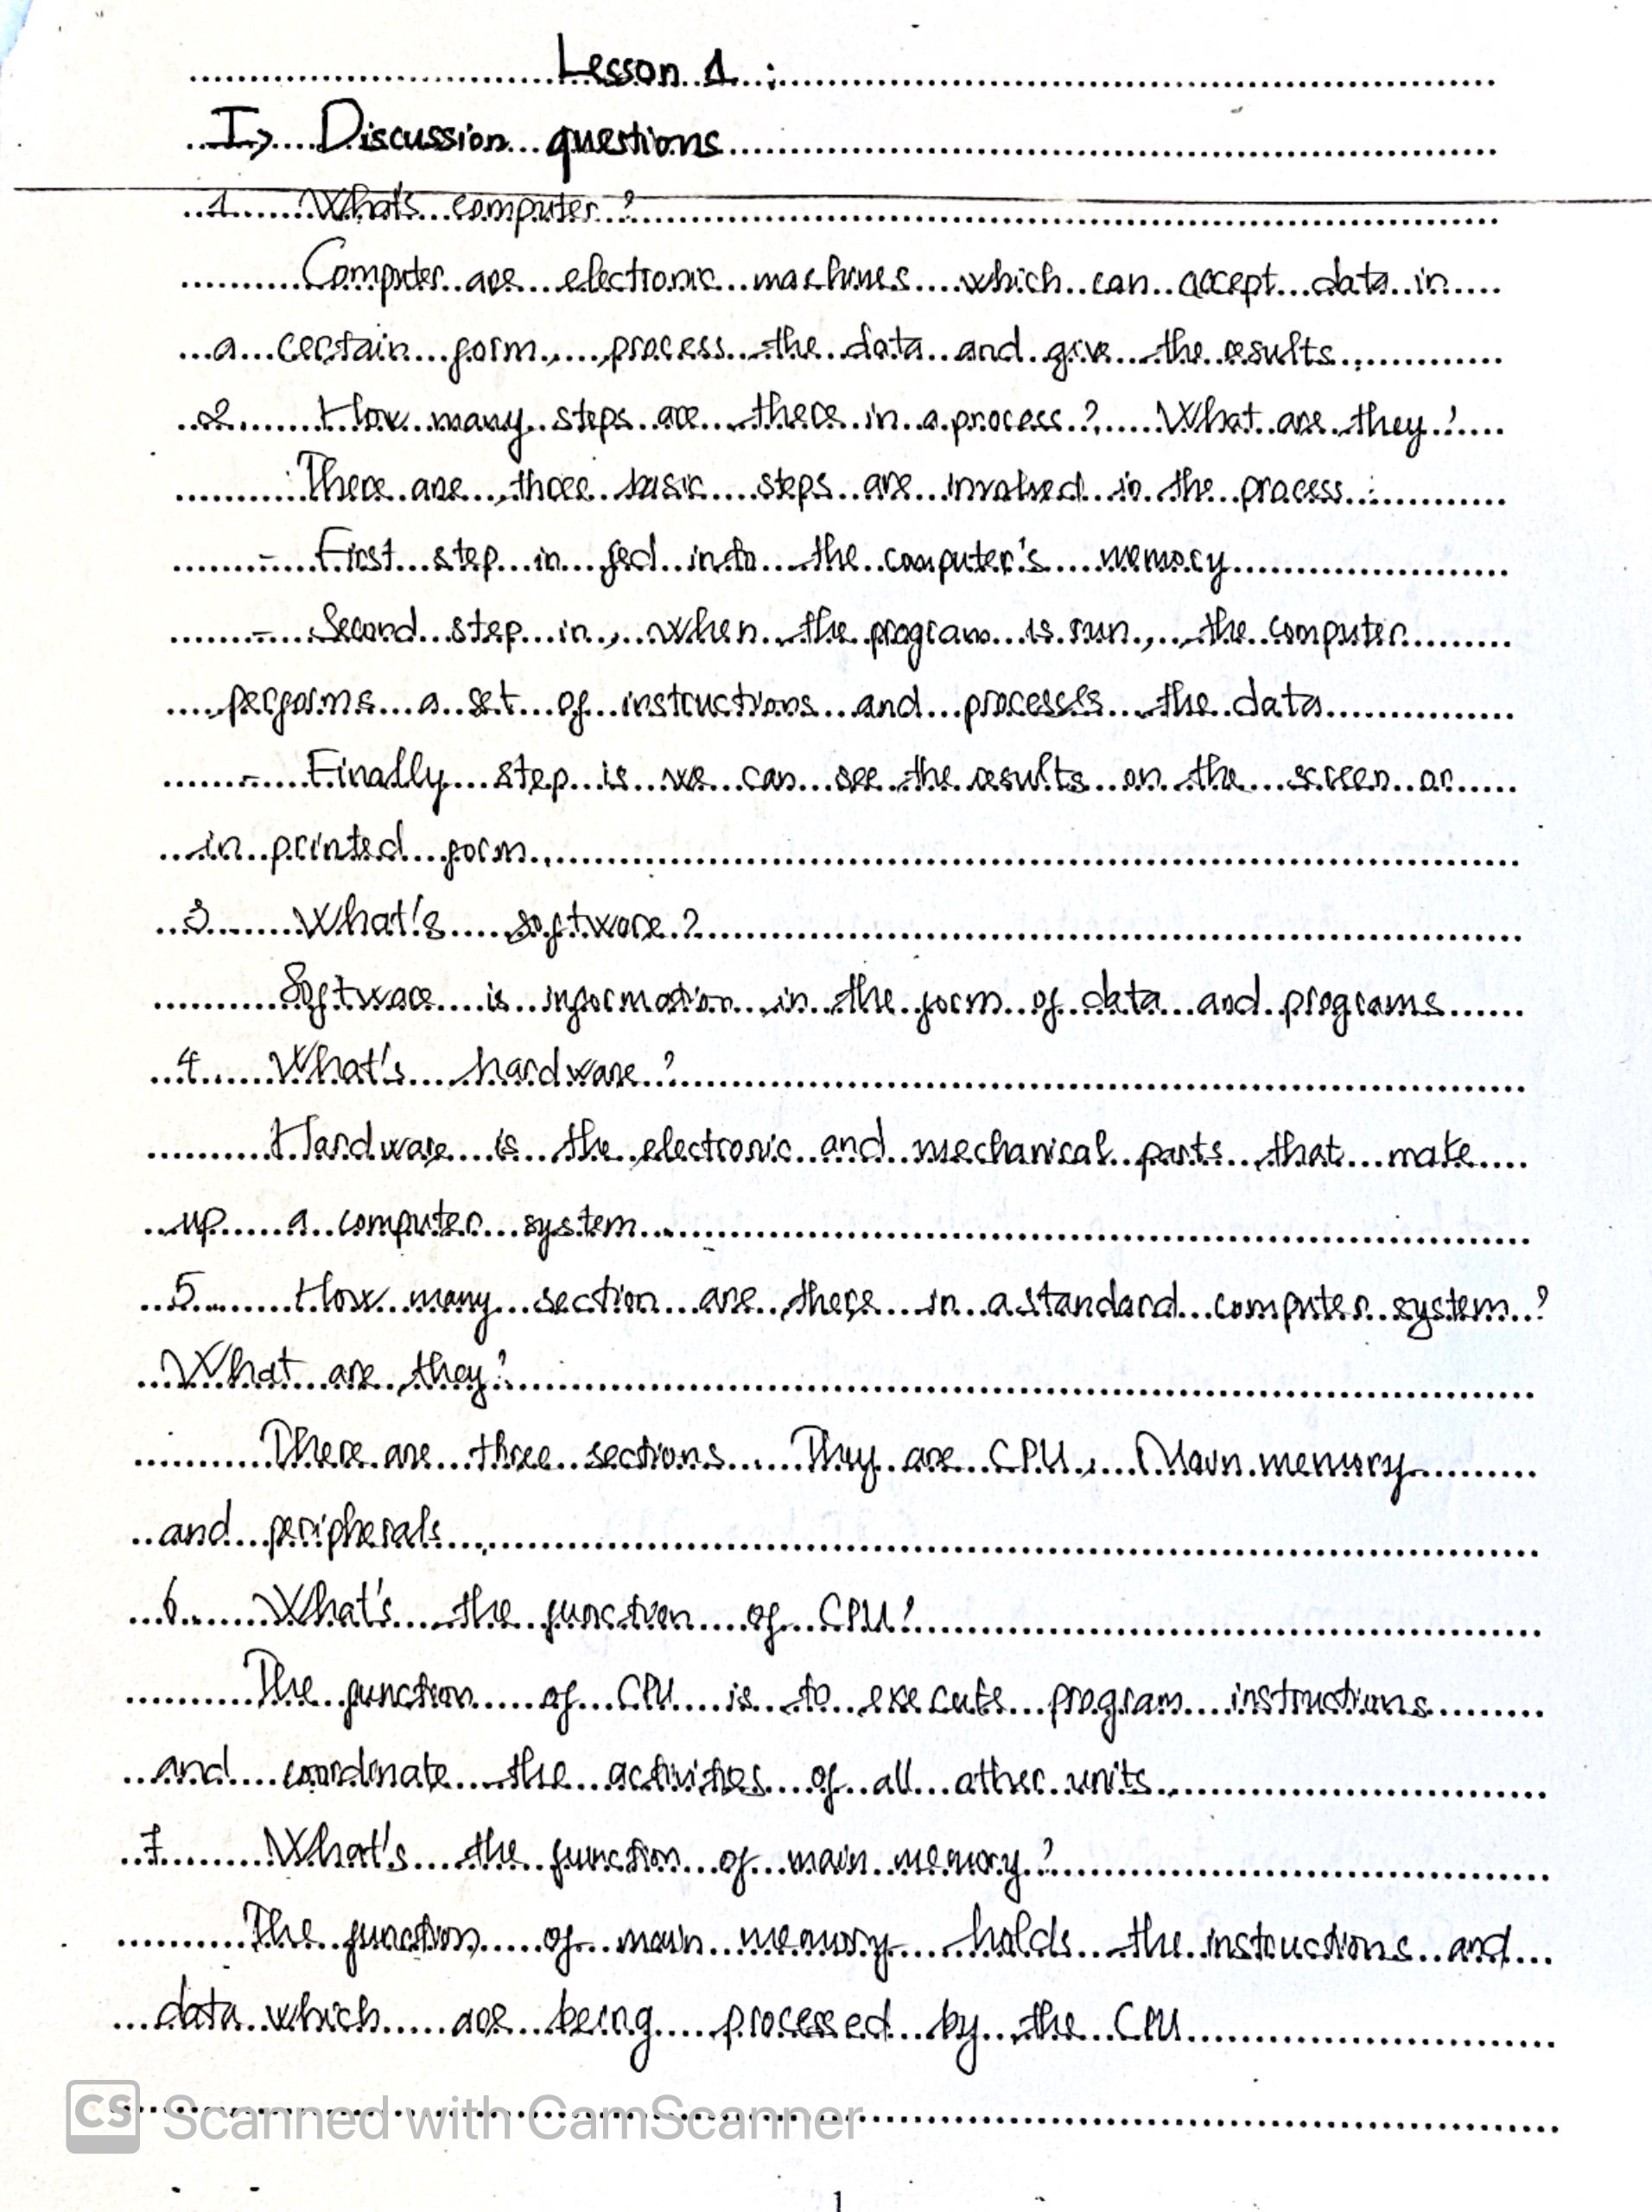 Lesson 1 :
I> Discussion questions
1. What's computer ?
Computer are electronic machines which can accept data in
a certain form, process the data and give the results.
2. How many steps are there in a process ? What are they ?
There are three basic steps are involved in the process :
- First step in fed into the computer's memory
- Second step in, when the program is run, the computer
performs a set of instructions and processes the data
- Finally step is we can see the results on the screen or
in printed form.
3. What's software ?
Software is information in the form of data and programs
4. What's hardware ?
Hardware is the electronic and mechanical parts that make
up a computer system.
5. How many section are there in a standard computer system ?
What are they ?
There are three sections. They are CPU, Main memory
and peripherals.
6. What's the function of CPU ?
The function of CPU is to execute program instructions
and coordinate the activities of all other units.
7. What's the function of main memory ?
The function of main memory holds the instructions and
data which are being processed by the CPU
CS Scanned with CamScanner
1